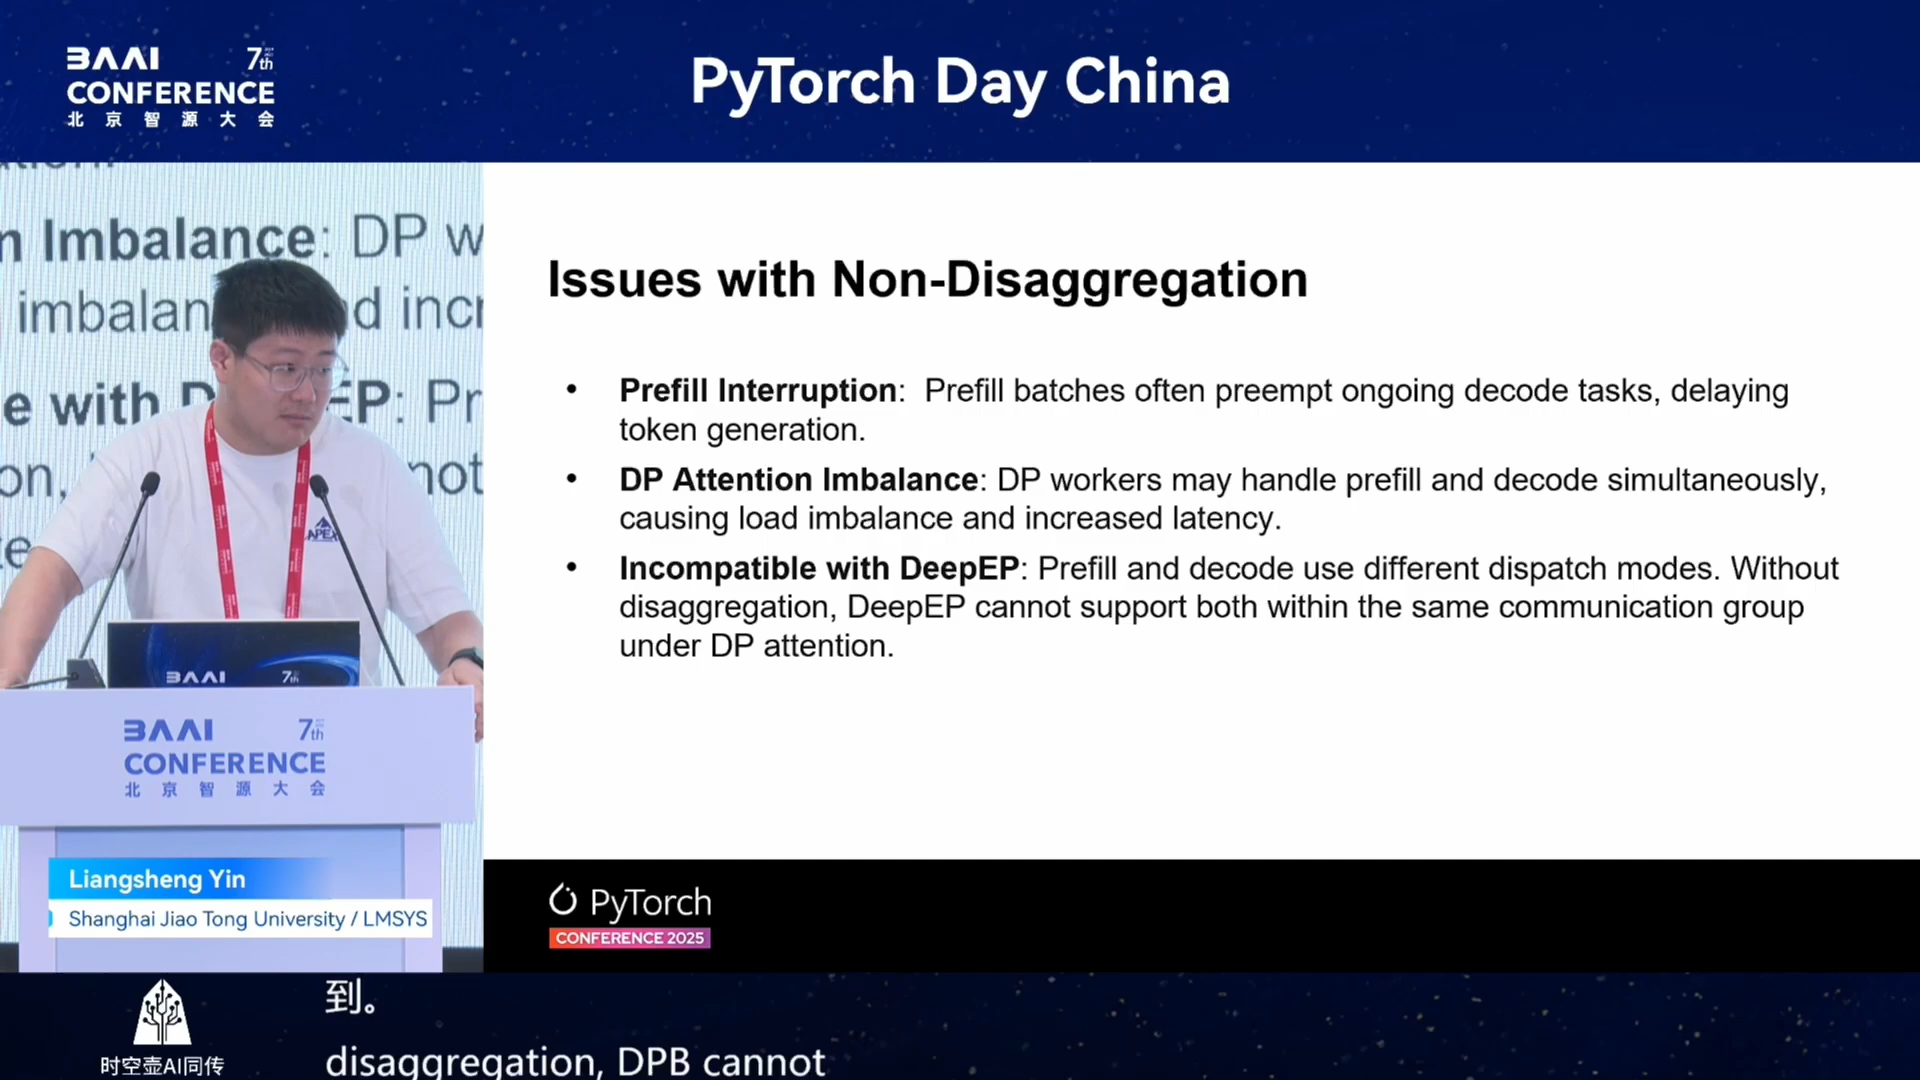 BAAI 7th
CONFERENCE
北京智源大会
PyTorch Day China
n Imbalance: DP w
imbalan d incr
e with D EP: Pr
on, not
te
APEX
BAAI 7th
BAAI 7th
CONFERENCE
北京智源大会
Liangsheng Yin
Shanghai Jiao Tong University / LMSYS
Issues with Non-Disaggregation
• Prefill Interruption: Prefill batches often preempt ongoing decode tasks, delaying
token generation.
• DP Attention Imbalance: DP workers may handle prefill and decode simultaneously,
causing load imbalance and increased latency.
• Incompatible with DeepEP: Prefill and decode use different dispatch modes. Without
disaggregation, DeepEP cannot support both within the same communication group
under DP attention.
PyTorch
CONFERENCE 2025
时空壶AI同传
到。
disaggregation, DPB cannot